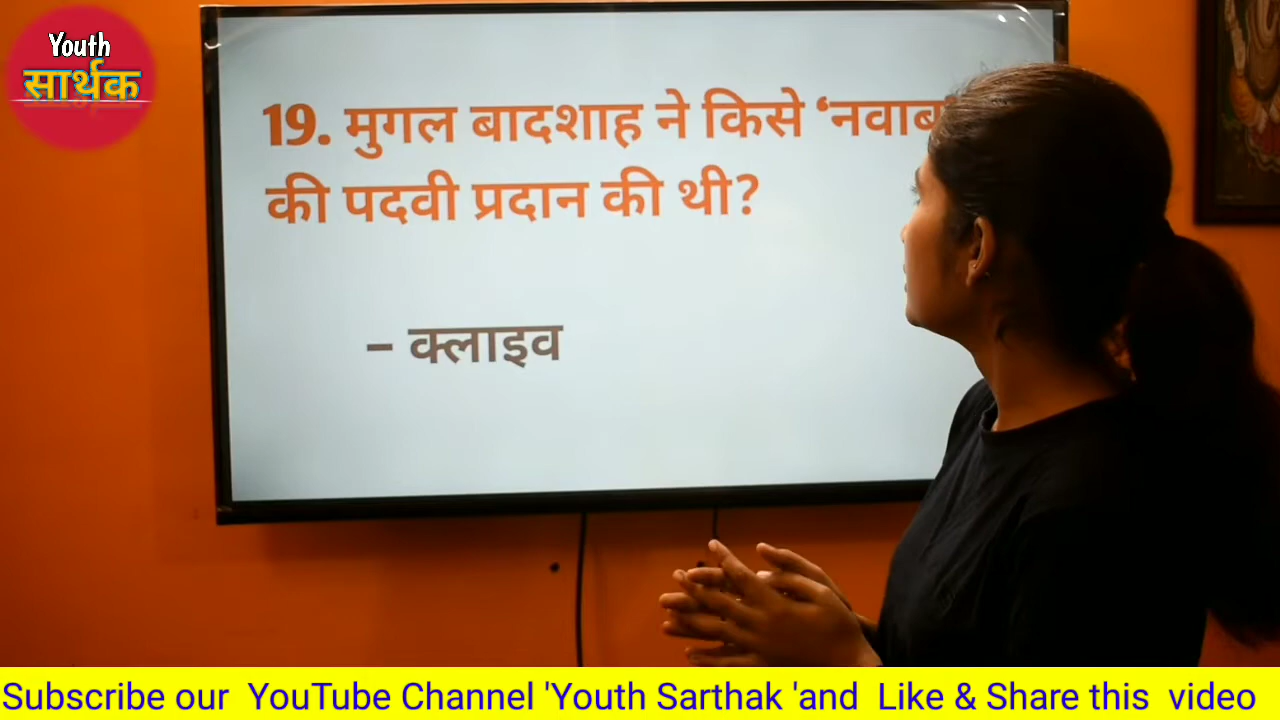 Youth
सार्थक
19. मुगल बादशाह ने किसे ‘नवाब’
की पदवी प्रदान की थी?
– क्लाइव
Subscribe our YouTube Channel 'Youth Sarthak 'and Like & Share this video